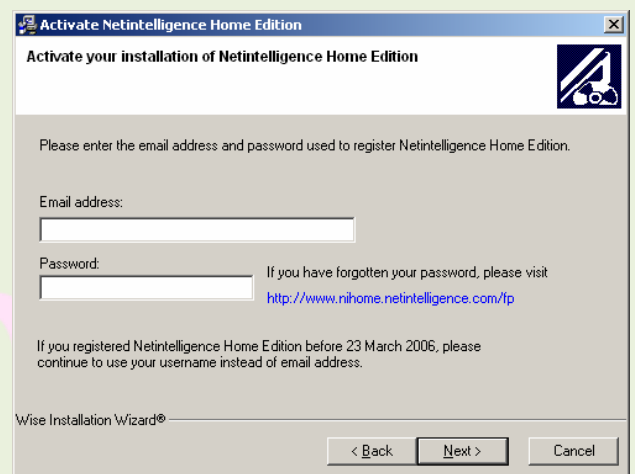 Activate Netintelligence Home Edition
Activate your installation of Netintelligence Home Edition
Please enter the email address and password used to register Netintelligence Home Edition.
Email address:
Password:
If you have forgotten your password, please visit
http://www.nihome.netintelligence.com/fp
If you registered Netintelligence Home Edition before 23 March 2006, please
continue to use your username instead of email address.
Wise Installation Wizard®
< Back
Next >
Cancel